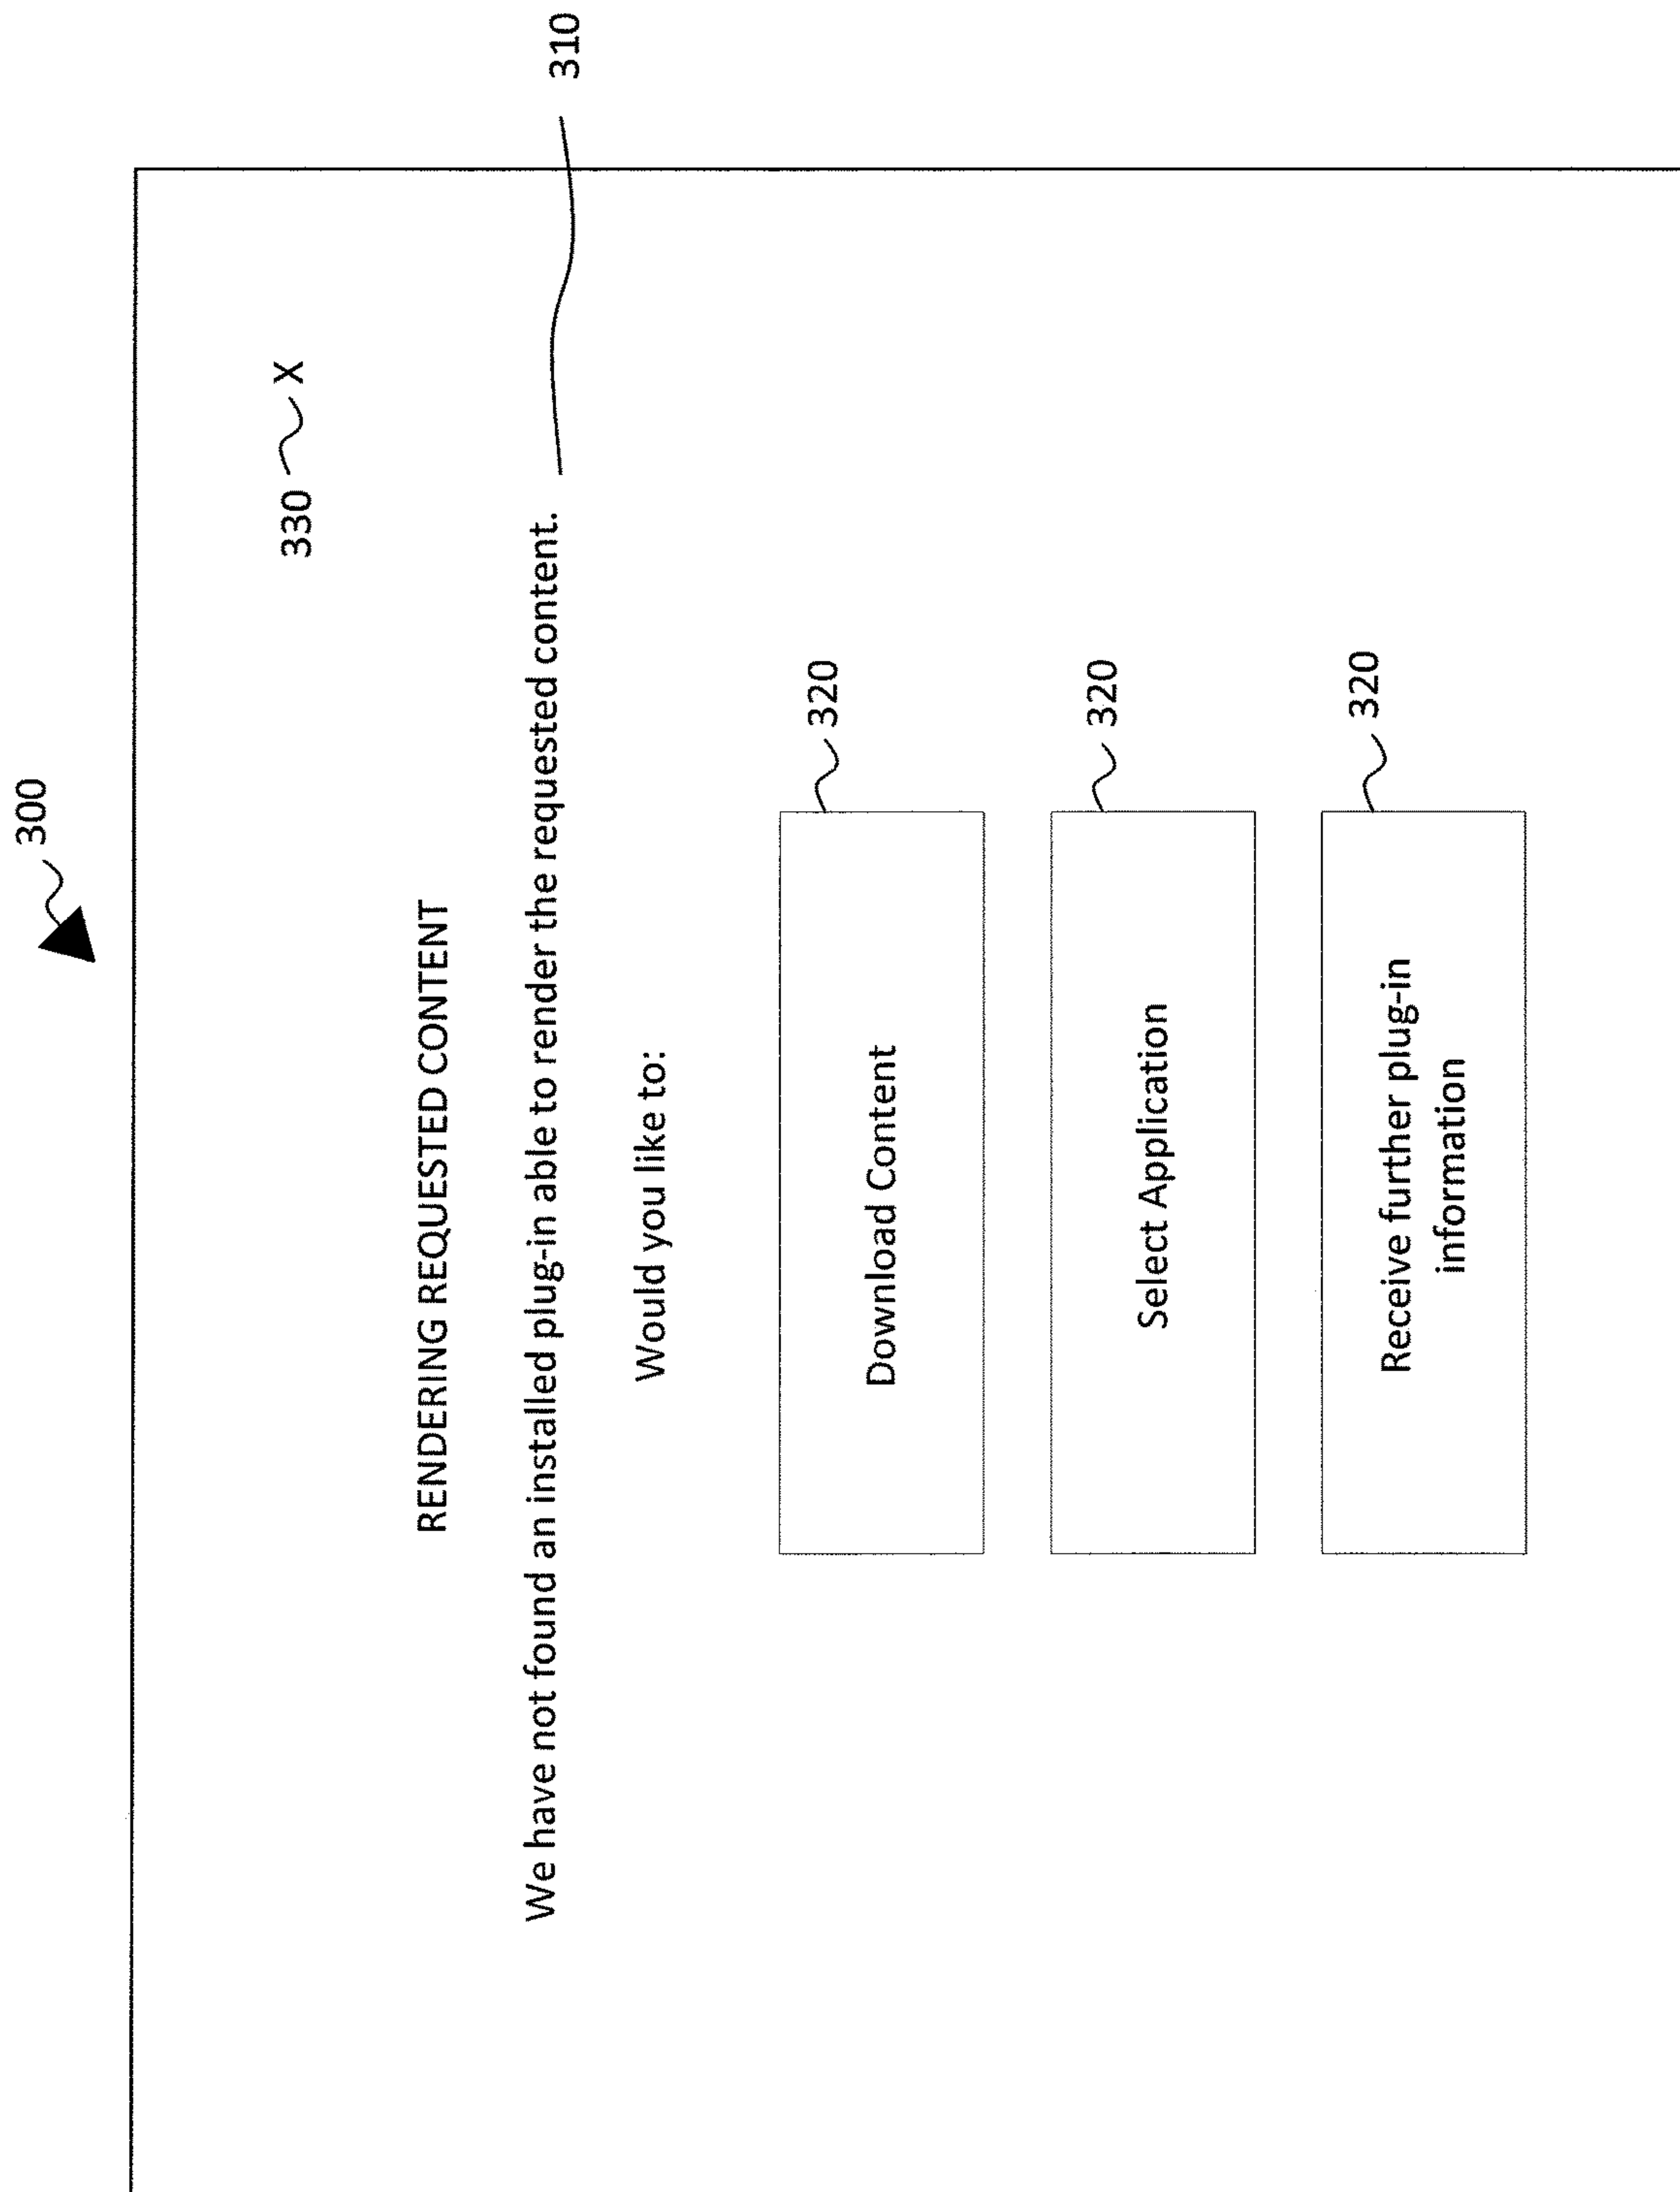 300
330
X
RENDERING REQUESTED CONTENT
We have not found an installed plug-in able to render the requested content.
310
Would you like to:
Download Content
320
Select Application
320
Receive further plug-in
information
320